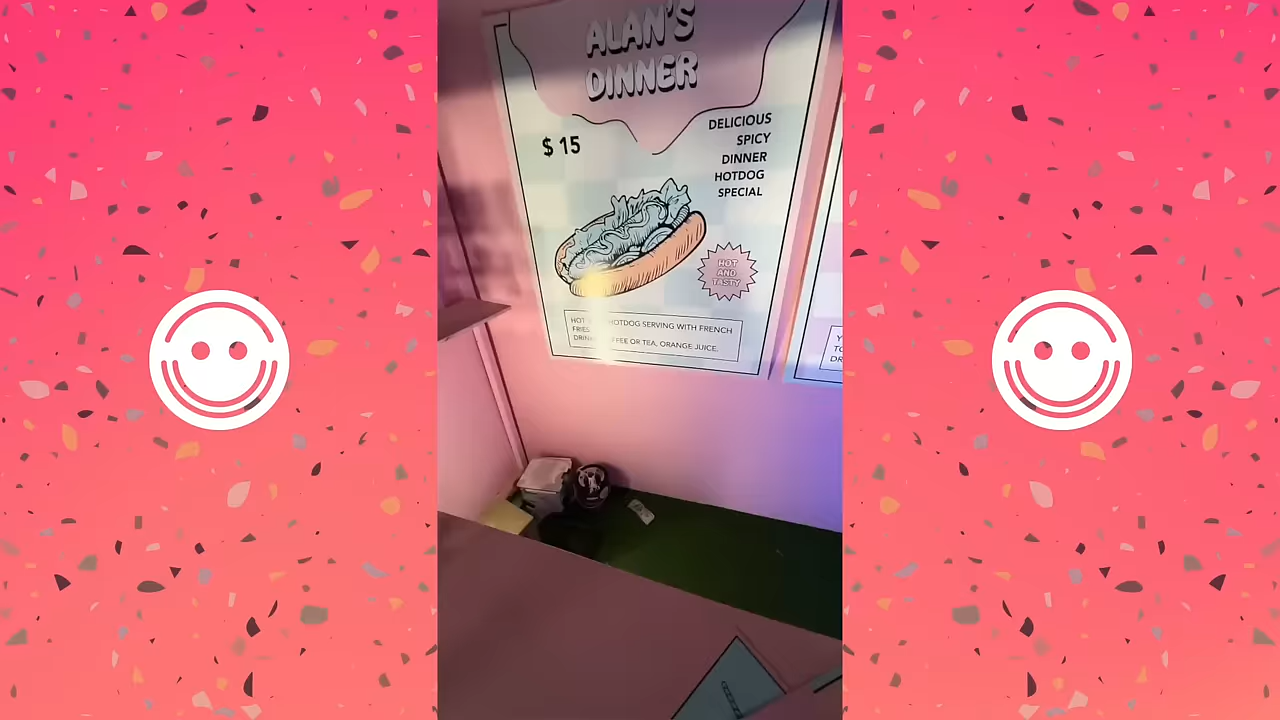 ALAN'S
DINNER
$ 15
DELICIOUS
SPICY
DINNER
HOTDOG
SPECIAL
HOT
AND
TASTY
HOT HOTDOG SERVING WITH FRENCH
FRIES
OR TEA, ORANGE JUICE.